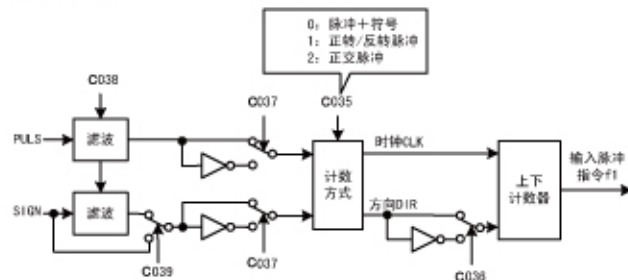 0: 脉冲+符号
1: 正转/反转脉冲
2: 正交脉冲
C038
C037
C035
PULS
滤波
计数
方式
时钟CLK
上下
计数器
输入脉冲
指令f1
SIGN
滤波
方向DIR
C039
C037
C036